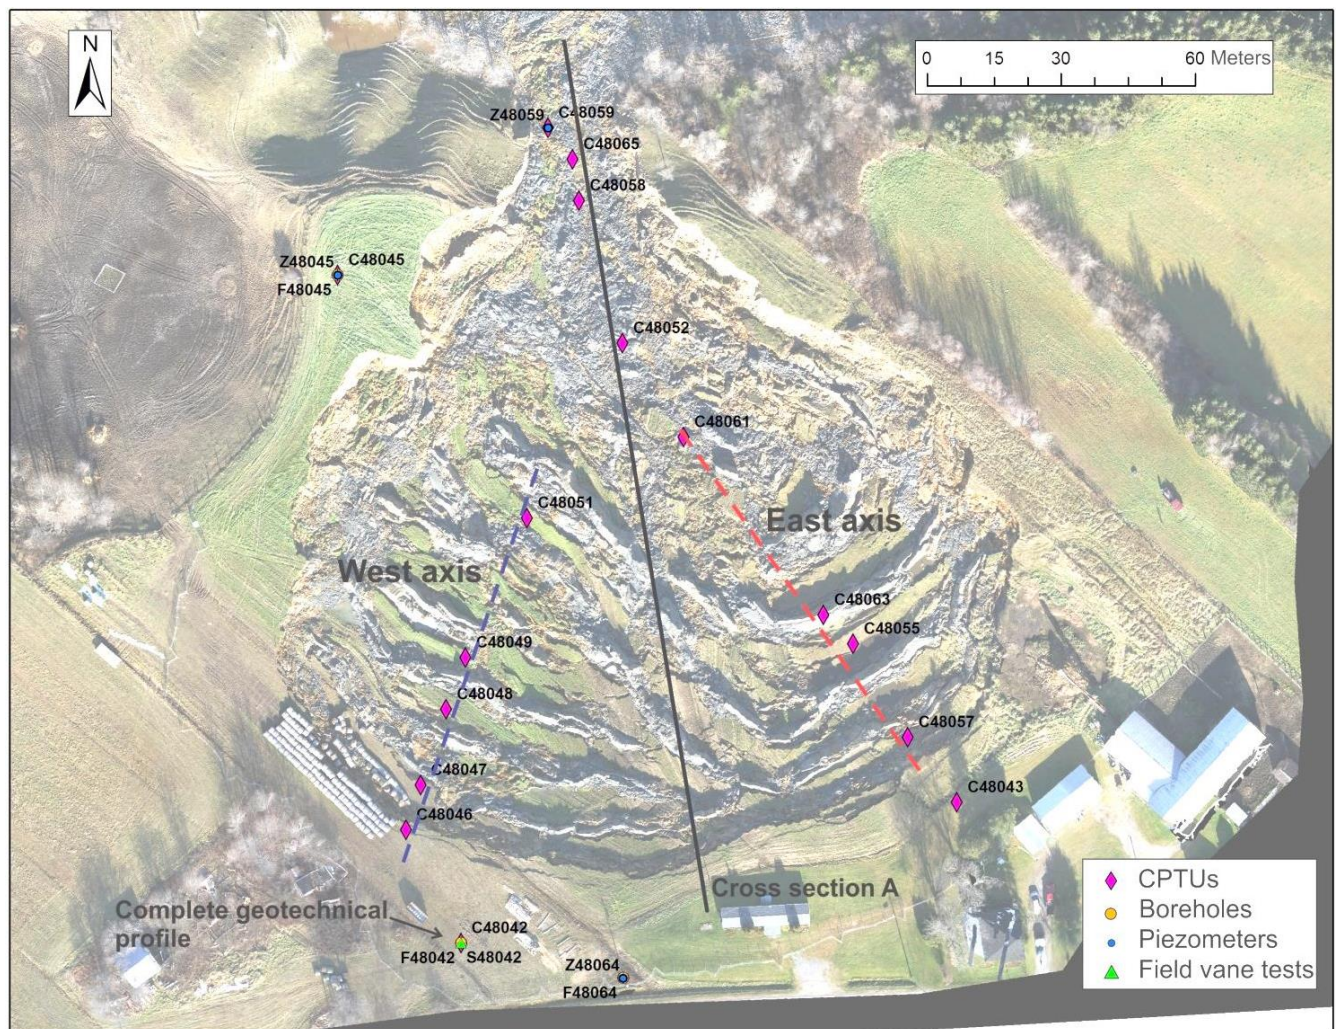 N
0 15 30 60 Meters
Z48059 C48059
C48065
C48058
Z48045 C48045
F48045
C48052
C48061
C48051
East axis
West axis
C48063
C48055
C48049
C48048
C48057
C48047
C48043
C48046
Cross section A
Complete geotechnical
profile
C48042
F48042 S48042
Z48064
F48064
CPTUs
Boreholes
Piezometers
Field vane tests